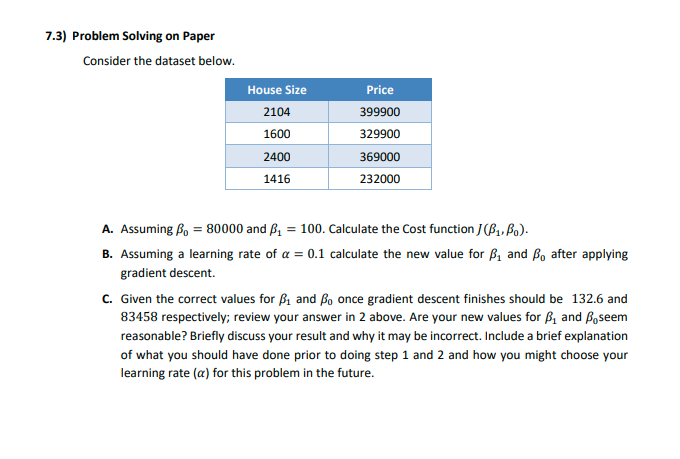 7.3) Problem Solving on Paper
Consider the dataset below.
House Size Price
2104 399900
1600 329900
2400 369000
1416 232000
A. Assuming β₀ = 80000 and β₁ = 100. Calculate the Cost function J(β₁, β₀).
B. Assuming a learning rate of α = 0.1 calculate the new value for β₁ and β₀ after applying
gradient descent.
C. Given the correct values for β₁ and β₀ once gradient descent finishes should be 132.6 and
83458 respectively; review your answer in 2 above. Are your new values for β₁ and β₀seem
reasonable? Briefly discuss your result and why it may be incorrect. Include a brief explanation
of what you should have done prior to doing step 1 and 2 and how you might choose your
learning rate (α) for this problem in the future.